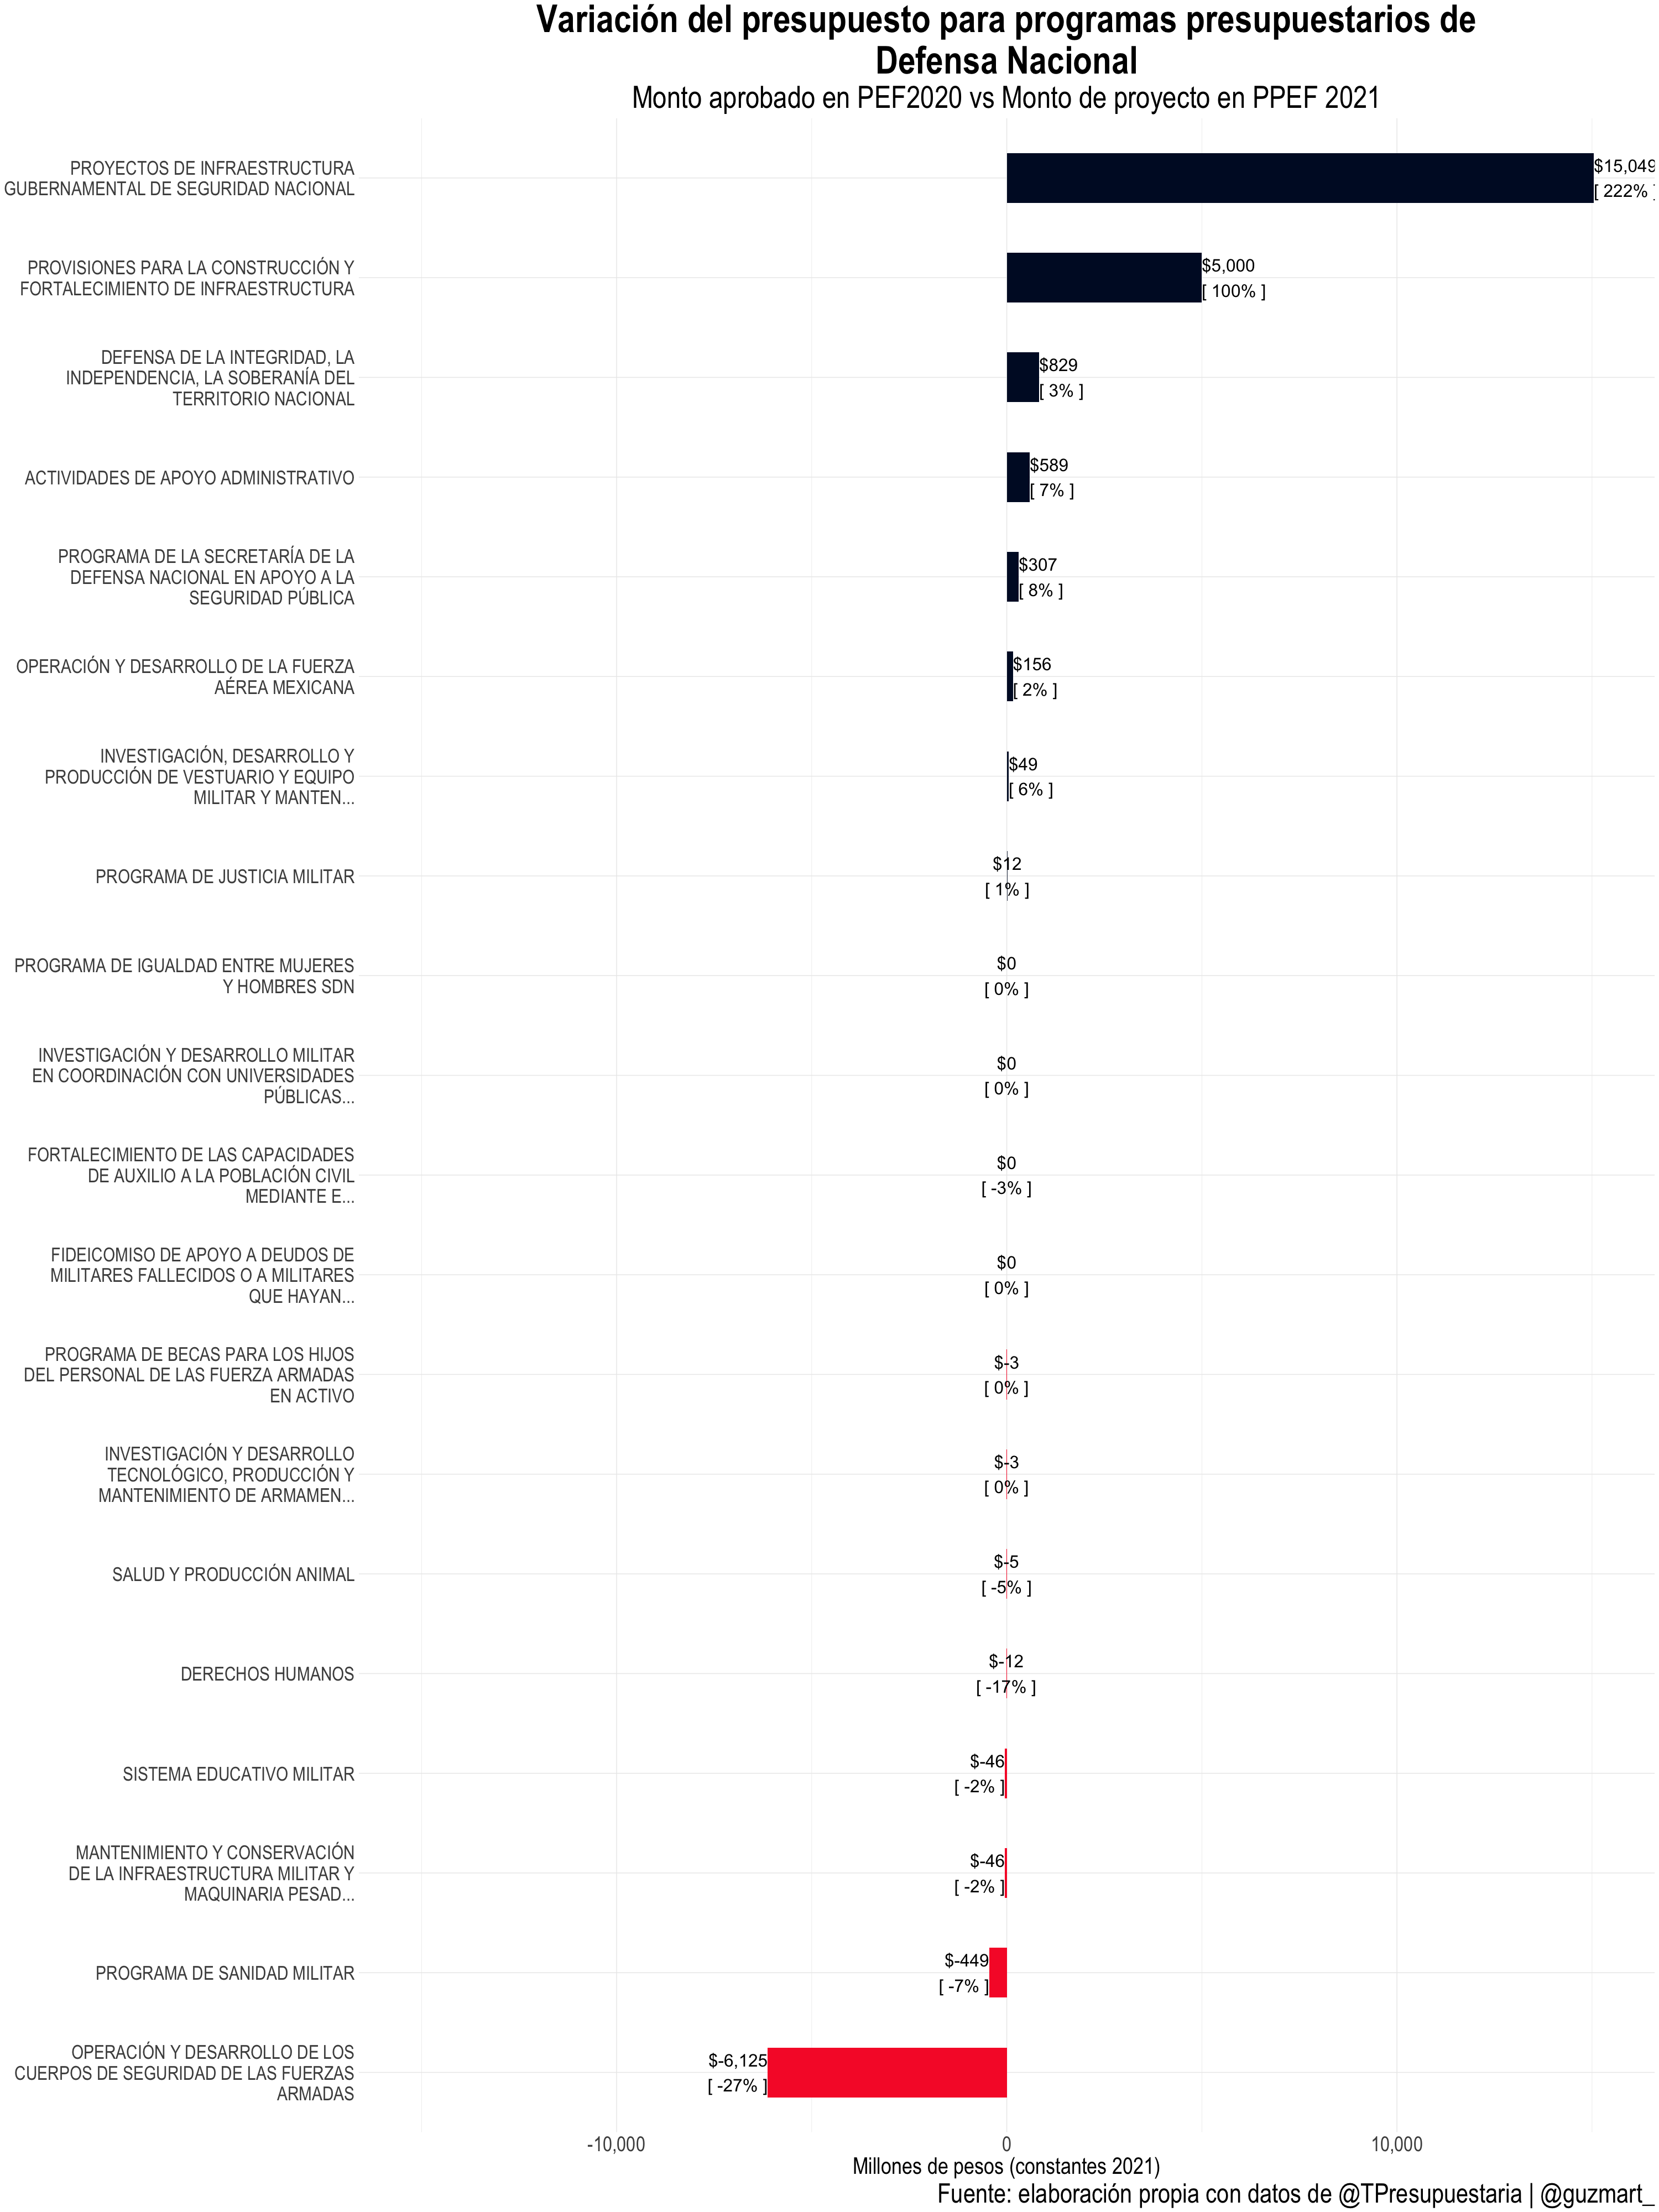 Variación del presupuesto para programas presupuestarios de
Defensa Nacional
Monto aprobado en PEF2020 vs Monto de proyecto en PPEF 2021
PROYECTOS DE INFRAESTRUCTURA
GUBERNAMENTAL DE SEGURIDAD NACIONAL
$15,049
[ 222% ]
PROVISIONES PARA LA CONSTRUCCIÓN Y
FORTALECIMIENTO DE INFRAESTRUCTURA
$5,000
[ 100% ]
DEFENSA DE LA INTEGRIDAD, LA
INDEPENDENCIA, LA SOBERANÍA DEL
TERRITORIO NACIONAL
$829
[ 3% ]
ACTIVIDADES DE APOYO ADMINISTRATIVO
$589
[ 7% ]
PROGRAMA DE LA SECRETARÍA DE LA
DEFENSA NACIONAL EN APOYO A LA
SEGURIDAD PÚBLICA
$307
[ 8% ]
OPERACIÓN Y DESARROLLO DE LA FUERZA
AÉREA MEXICANA
$156
[ 2% ]
INVESTIGACIÓN, DESARROLLO Y
PRODUCCIÓN DE VESTUARIO Y EQUIPO
MILITAR Y MANTEN...
$49
[ 6% ]
PROGRAMA DE JUSTICIA MILITAR
$12
[ 1% ]
PROGRAMA DE IGUALDAD ENTRE MUJERES
Y HOMBRES SDN
$0
[ 0% ]
INVESTIGACIÓN Y DESARROLLO MILITAR
EN COORDINACIÓN CON UNIVERSIDADES
PÚBLICAS...
$0
[ 0% ]
FORTALECIMIENTO DE LAS CAPACIDADES
DE AUXILIO A LA POBLACIÓN CIVIL
MEDIANTE E...
$0
[ -3% ]
FIDEICOMISO DE APOYO A DEUDOS DE
MILITARES FALLECIDOS O A MILITARES
QUE HAYAN...
$0
[ 0% ]
PROGRAMA DE BECAS PARA LOS HIJOS
DEL PERSONAL DE LAS FUERZA ARMADAS
EN ACTIVO
$-3
[ 0% ]
INVESTIGACIÓN Y DESARROLLO
TECNOLÓGICO, PRODUCCIÓN Y
MANTENIMIENTO DE ARMAMEN...
$-3
[ 0% ]
SALUD Y PRODUCCIÓN ANIMAL
$-5
[ -5% ]
DERECHOS HUMANOS
$-12
[ -17% ]
SISTEMA EDUCATIVO MILITAR
$-46
[ -2% ]
MANTENIMIENTO Y CONSERVACIÓN
DE LA INFRAESTRUCTURA MILITAR Y
MAQUINARIA PESAD...
$-46
[ -2% ]
PROGRAMA DE SANIDAD MILITAR
$-449
[ -7% ]
OPERACIÓN Y DESARROLLO DE LOS
CUERPOS DE SEGURIDAD DE LAS FUERZAS
ARMADAS
$-6,125
[ -27% ]
-10,000
0
10,000
Millones de pesos (constantes 2021)
Fuente: elaboración propia con datos de @TPresupuestaria | @guzmart_